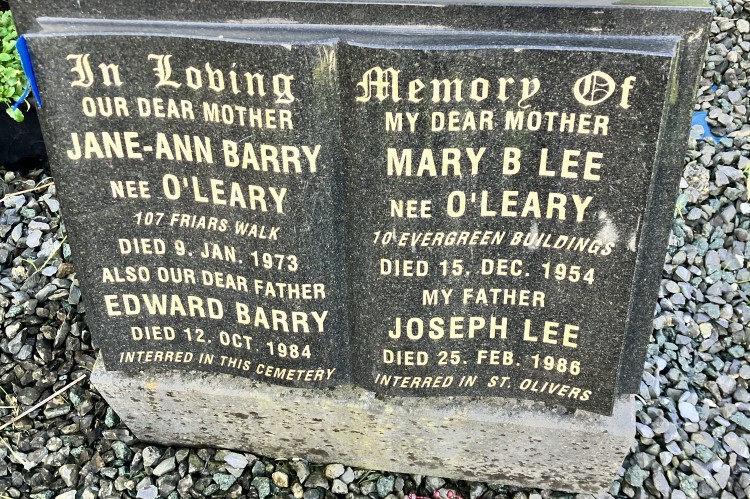 In Loving
OUR DEAR MOTHER
JANE-ANN BARRY
NEE O'LEARY
107 FRIARS WALK
DIED 9. JAN. 1973
ALSO OUR DEAR FATHER
EDWARD BARRY
DIED 12. OCT. 1984
INTERRED IN THIS CEMETERY
Memory Of
MY DEAR MOTHER
MARY B LEE
NEE O'LEARY
10 EVERGREEN BUILDINGS
DIED 15. DEC. 1954
MY FATHER
JOSEPH LEE
DIED 25. FEB. 1986
INTERRED IN ST. OLIVERS